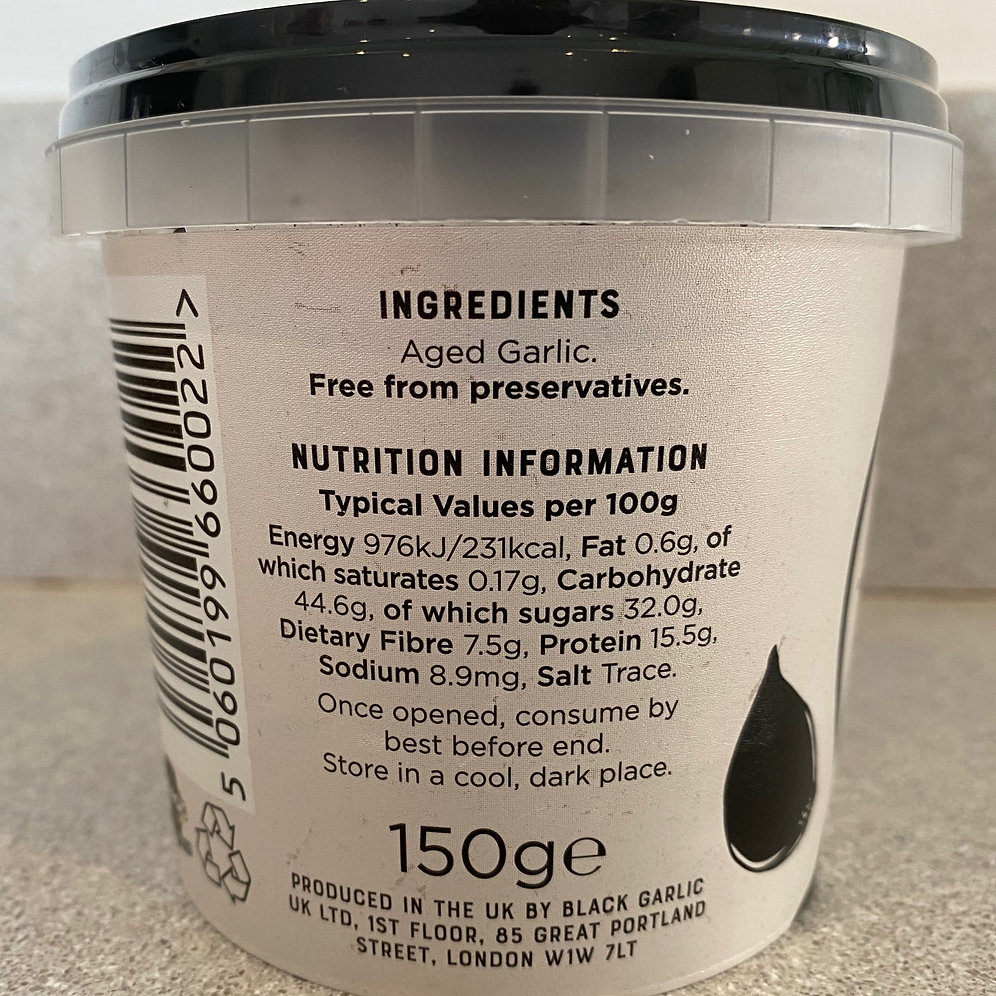 INGREDIENTS
Aged Garlic.
Free from preservatives.
NUTRITION INFORMATION
Typical Values per 100g
Energy 976kJ/231kcal, Fat 0.6g, of
which saturates 0.17g, Carbohydrate
44.6g, of which sugars 32.0g,
Dietary Fibre 7.5g, Protein 15.5g,
Sodium 8.9mg, Salt Trace.
Once opened, consume by
best before end.
Store in a cool, dark place.
150g℮
PRODUCED IN THE UK BY BLACK GARLIC
UK LTD, 1ST FLOOR, 85 GREAT PORTLAND
STREET, LONDON W1W 7LT
5 060199 660022 >